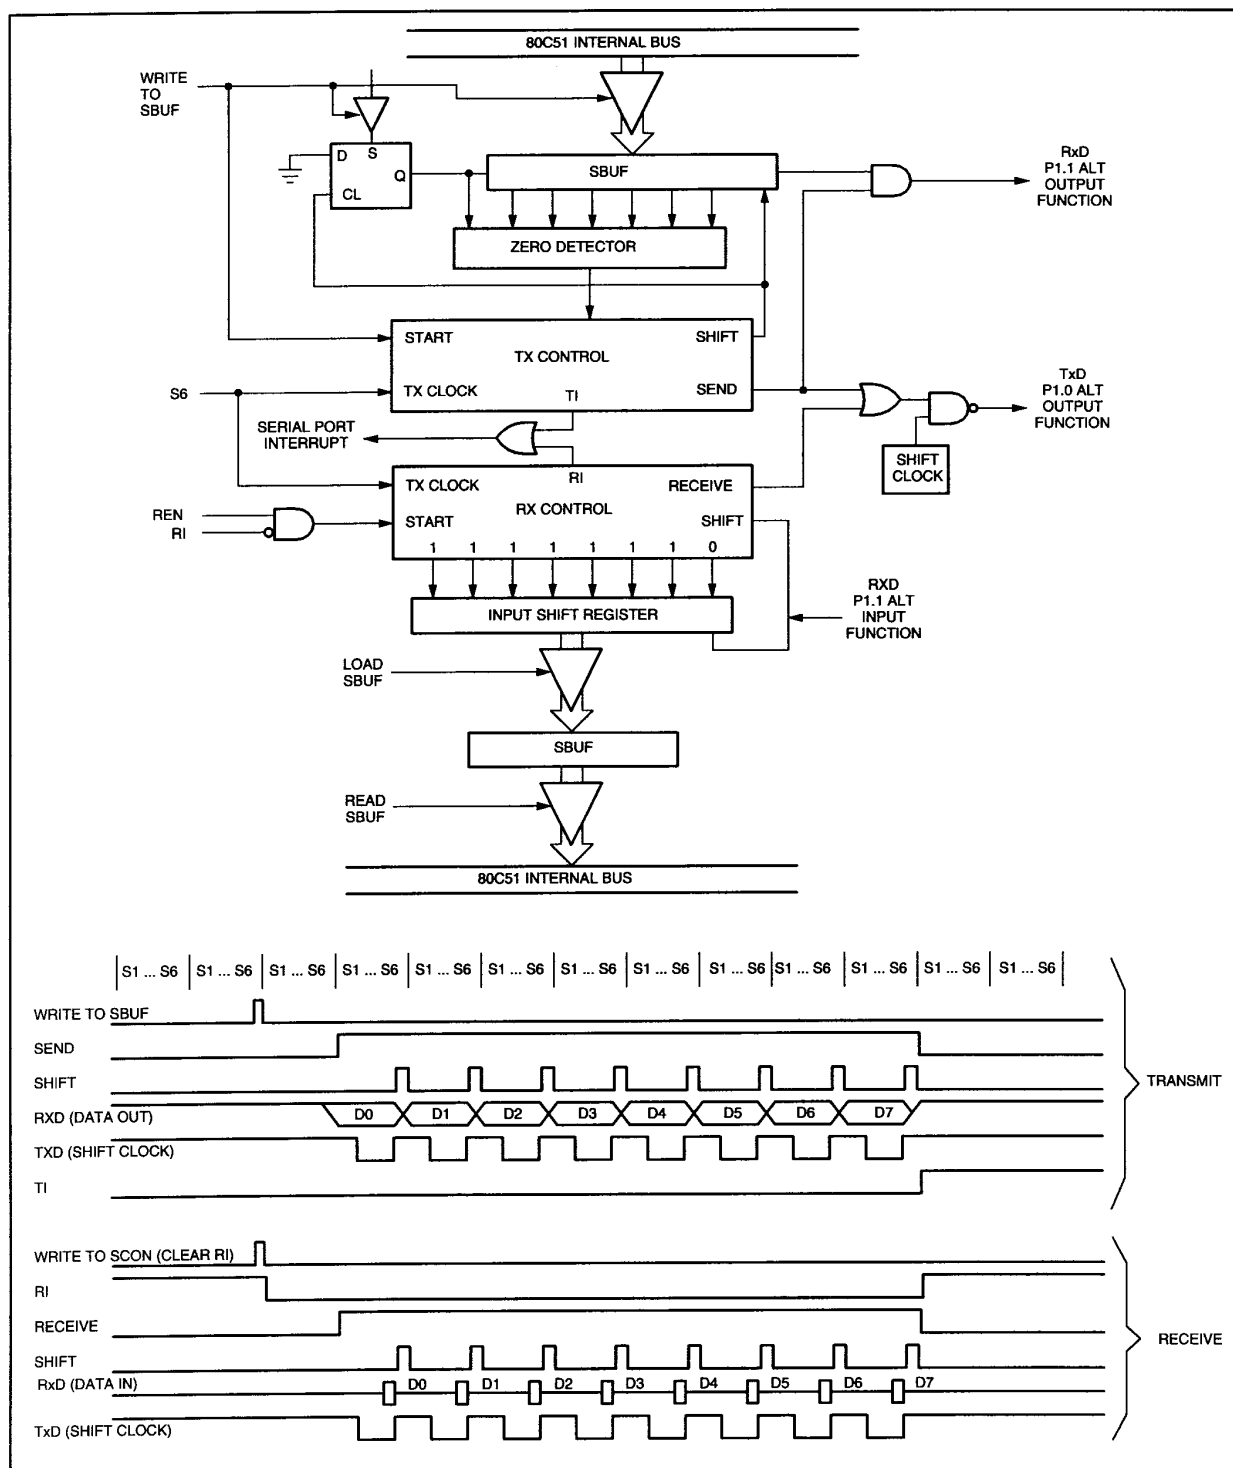 80C51 INTERNAL BUS
WRITE
TO
SBUF
D
S
Q
CL
SBUF
RxD
P1.1 ALT
OUTPUT
FUNCTION
ZERO DETECTOR
START
SHIFT
TX CONTROL
S6
TX CLOCK
TI
SEND
TxD
P1.0 ALT
OUTPUT
FUNCTION
SERIAL PORT
INTERRUPT
SHIFT
CLOCK
TX CLOCK
RI
RECEIVE
RX CONTROL
REN
RI
START
SHIFT
1 1 1 1 1 1 1 0
RXD
P1.1 ALT
INPUT
FUNCTION
INPUT SHIFT REGISTER
LOAD
SBUF
SBUF
READ
SBUF
80C51 INTERNAL BUS
S1 ... S6 S1 ... S6 S1 ... S6 S1 ... S6 S1 ... S6 S1 ... S6 S1 ... S6 S1 ... S6 S1 ... S6 S1 ... S6 S1 ... S6 S1 ... S6 S1 ... S6
WRITE TO SBUF
SEND
SHIFT
TRANSMIT
RXD (DATA OUT) D0 D1 D2 D3 D4 D5 D6 D7
TXD (SHIFT CLOCK)
TI
WRITE TO SCON (CLEAR RI)
RI
RECEIVE
RECEIVE
SHIFT
RxD (DATA IN) D0 D1 D2 D3 D4 D5 D6 D7
TxD (SHIFT CLOCK)